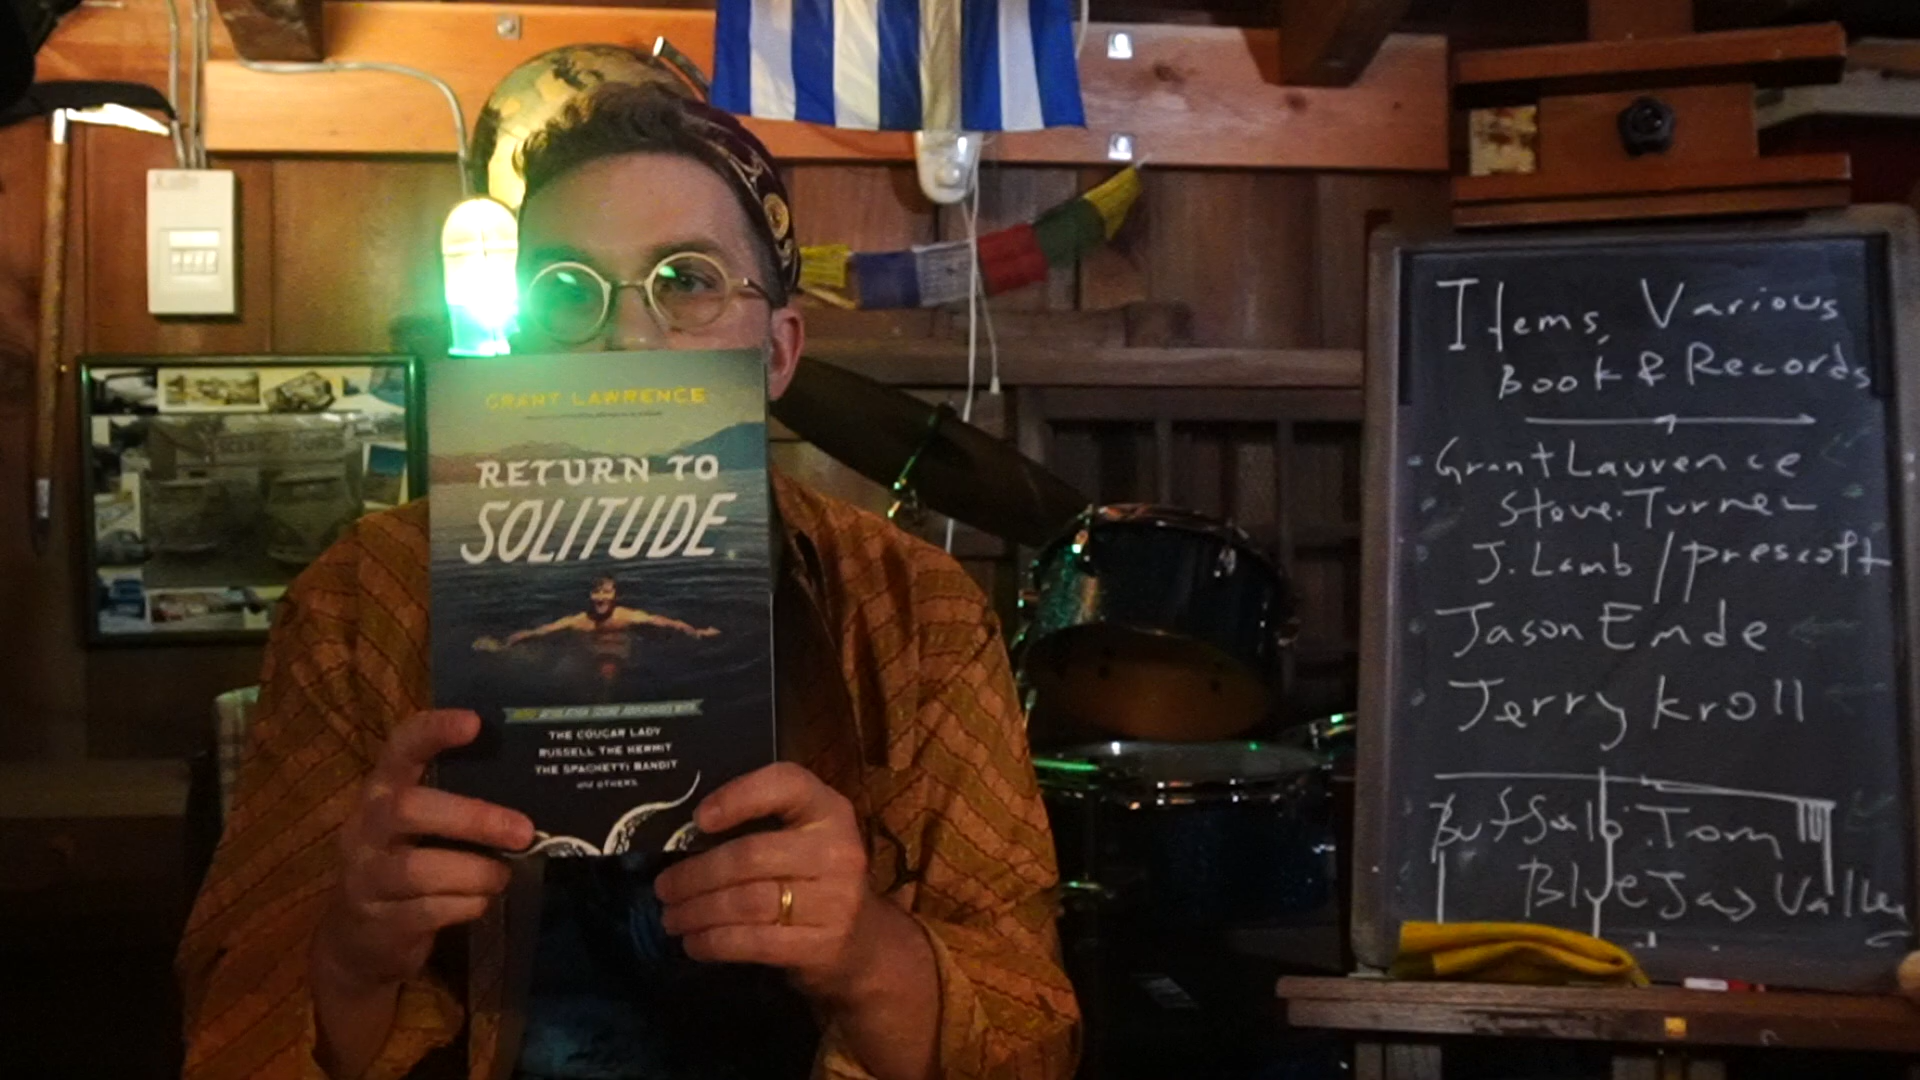 GRANT LAWRENCE
RETURN TO
SOLITUDE
THE COUGAR LADY
RUSSELL THE HERMIT
THE SPAGHETTI BANDIT
AND OTHERS
Items, Various
Book & Records
Grant Lawrence
Steve.Turner
J. Lamb / prescott
Jason Emde
Jerry Kroll
Buffalo.Tom
Blue Jay Valley